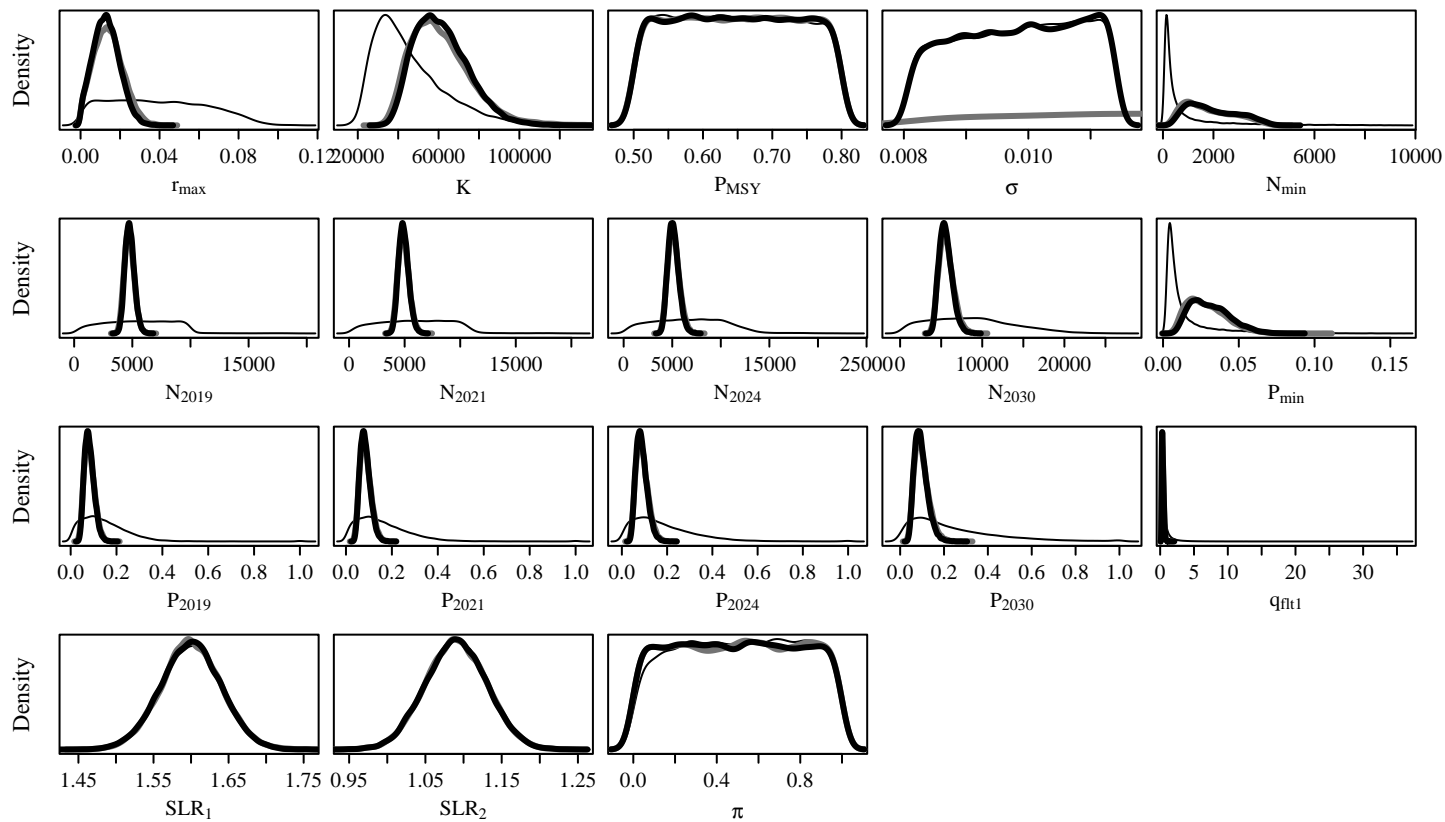 Density
0.00 0.04 0.08 0.12 20000 60000 100000 0.50 0.60 0.70 0.80 0.008 0.010 0 2000 6000 10000
r_max K P_MSY σ N_min
Density
0 5000 15000 0 5000 15000 0 5000 15000 25000 0 10000 20000 0.00 0.05 0.10 0.15
N_2019 N_2021 N_2024 N_2030 P_min
Density
0.0 0.2 0.4 0.6 0.8 1.0 0.0 0.2 0.4 0.6 0.8 1.0 0.0 0.2 0.4 0.6 0.8 1.0 0.0 0.2 0.4 0.6 0.8 1.0 0 5 10 20 30
P_2019 P_2021 P_2024 P_2030 q_flt1
Density
1.45 1.55 1.65 1.75 0.95 1.05 1.15 1.25 0.0 0.4 0.8
SLR_1 SLR_2 π